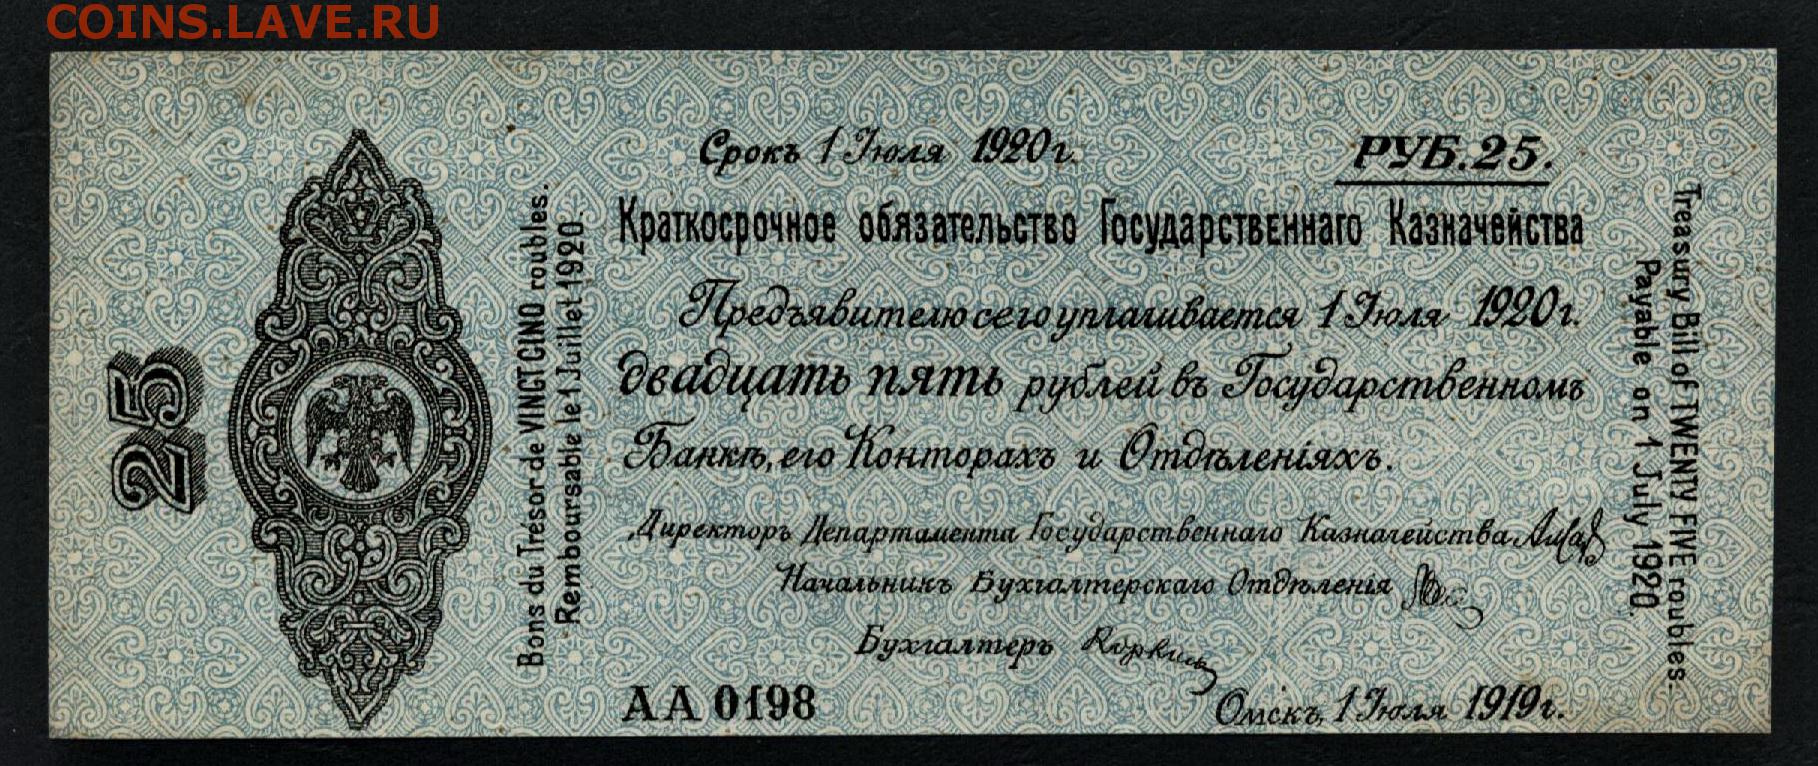 COINS.LAVE.RU
25
Bons du Trésor de VINGT CINQ roubles.
Remboursable le 1 Juillet 1920.
Срокъ 1 Іюля 1920 г.
РУБ.25.
Краткосрочное обязательство Государственнаго Казначейства
Предъявителю сего уплачивается 1 Іюля 1920 г.
двадцать пять рублей въ Государственномъ
Банкѣ, его Конторахъ и Отдѣленіяхъ.
Директоръ Департамента Государственнаго Казначейства
Начальникъ Бухгалтерскаго Отдѣленія
Бухгалтеръ
АА 0198
Омскъ, 1 Іюля 1919 г.
Treasury Bill of TWENTY FIVE roubles.
Payable on 1 July 1920.